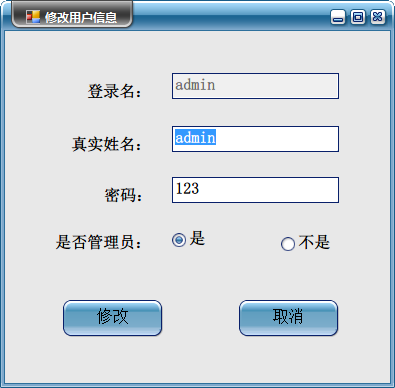 修改用户信息
登录名： admin
真实姓名： admin
密码： 123
是否管理员： 是 不是
修改 取消